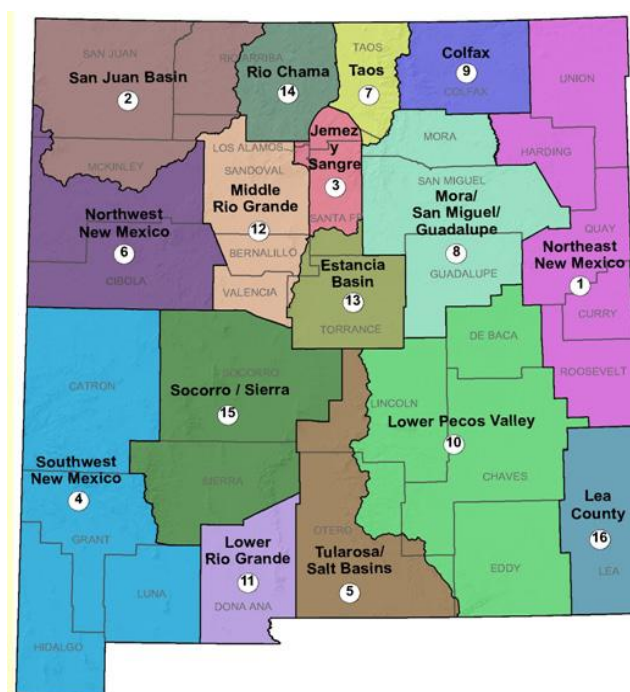 SAN JUAN
San Juan Basin
2
RIO ARRIBA
Rio Chama
14
TAOS
Taos
7
Colfax
9
COLFAX
UNION
MCKINLEY
LOS ALAMOS
SANDOVAL
Middle
Rio Grande
12
BERNALILLO
VALENCIA
Jemez
y
Sangre
3
SANTA FE
MORA
SAN MIGUEL
Mora/
San Miguel/
Guadalupe
8
GUADALUPE
HARDING
QUAY
Northeast
New Mexico
1
CURRY
ROOSEVELT
Northwest
New Mexico
6
CIBOLA
Estancia
Basin
13
TORRANCE
DE BACA
CATRON
SOCORRO
Socorro / Sierra
15
LINCOLN
Lower Pecos Valley
10
CHAVES
Southwest
New Mexico
4
GRANT
SIERRA
Lea
County
16
LEA
LUNA
HIDALGO
Lower
Rio Grande
11
DONA ANA
OTERO
Tularosa/
Salt Basins
5
EDDY